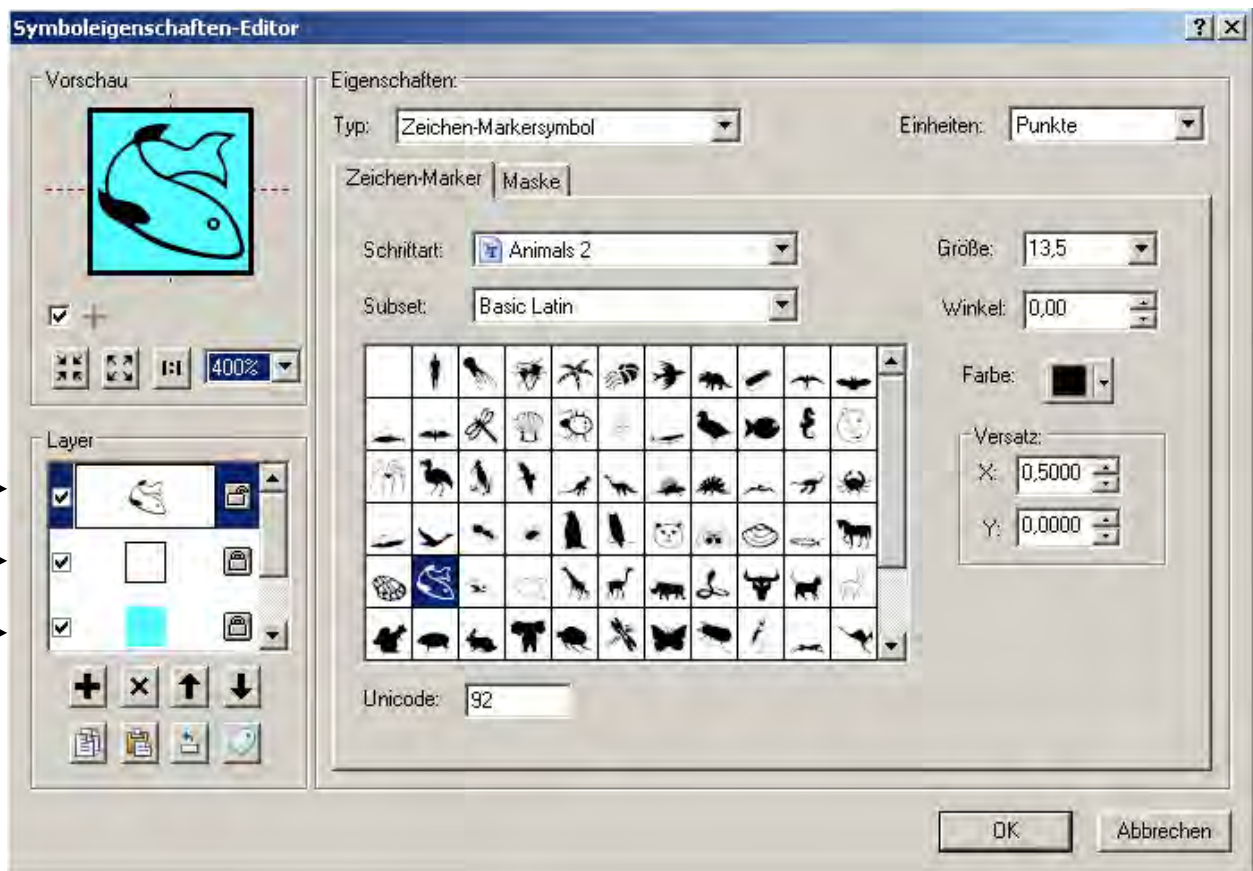 Symboleigenschaften-Editor
Vorschau
400%
Layer
Eigenschaften:
Typ: Zeichen-Markersymbol Einheiten: Punkte
Zeichen-Marker Maske
Schriftart: Animals 2 Größe: 13,5
Subset: Basic Latin Winkel: 0,00
Farbe:
Versatz:
X: 0,5000
Y: 0,0000
Unicode: 92
OK Abbrechen